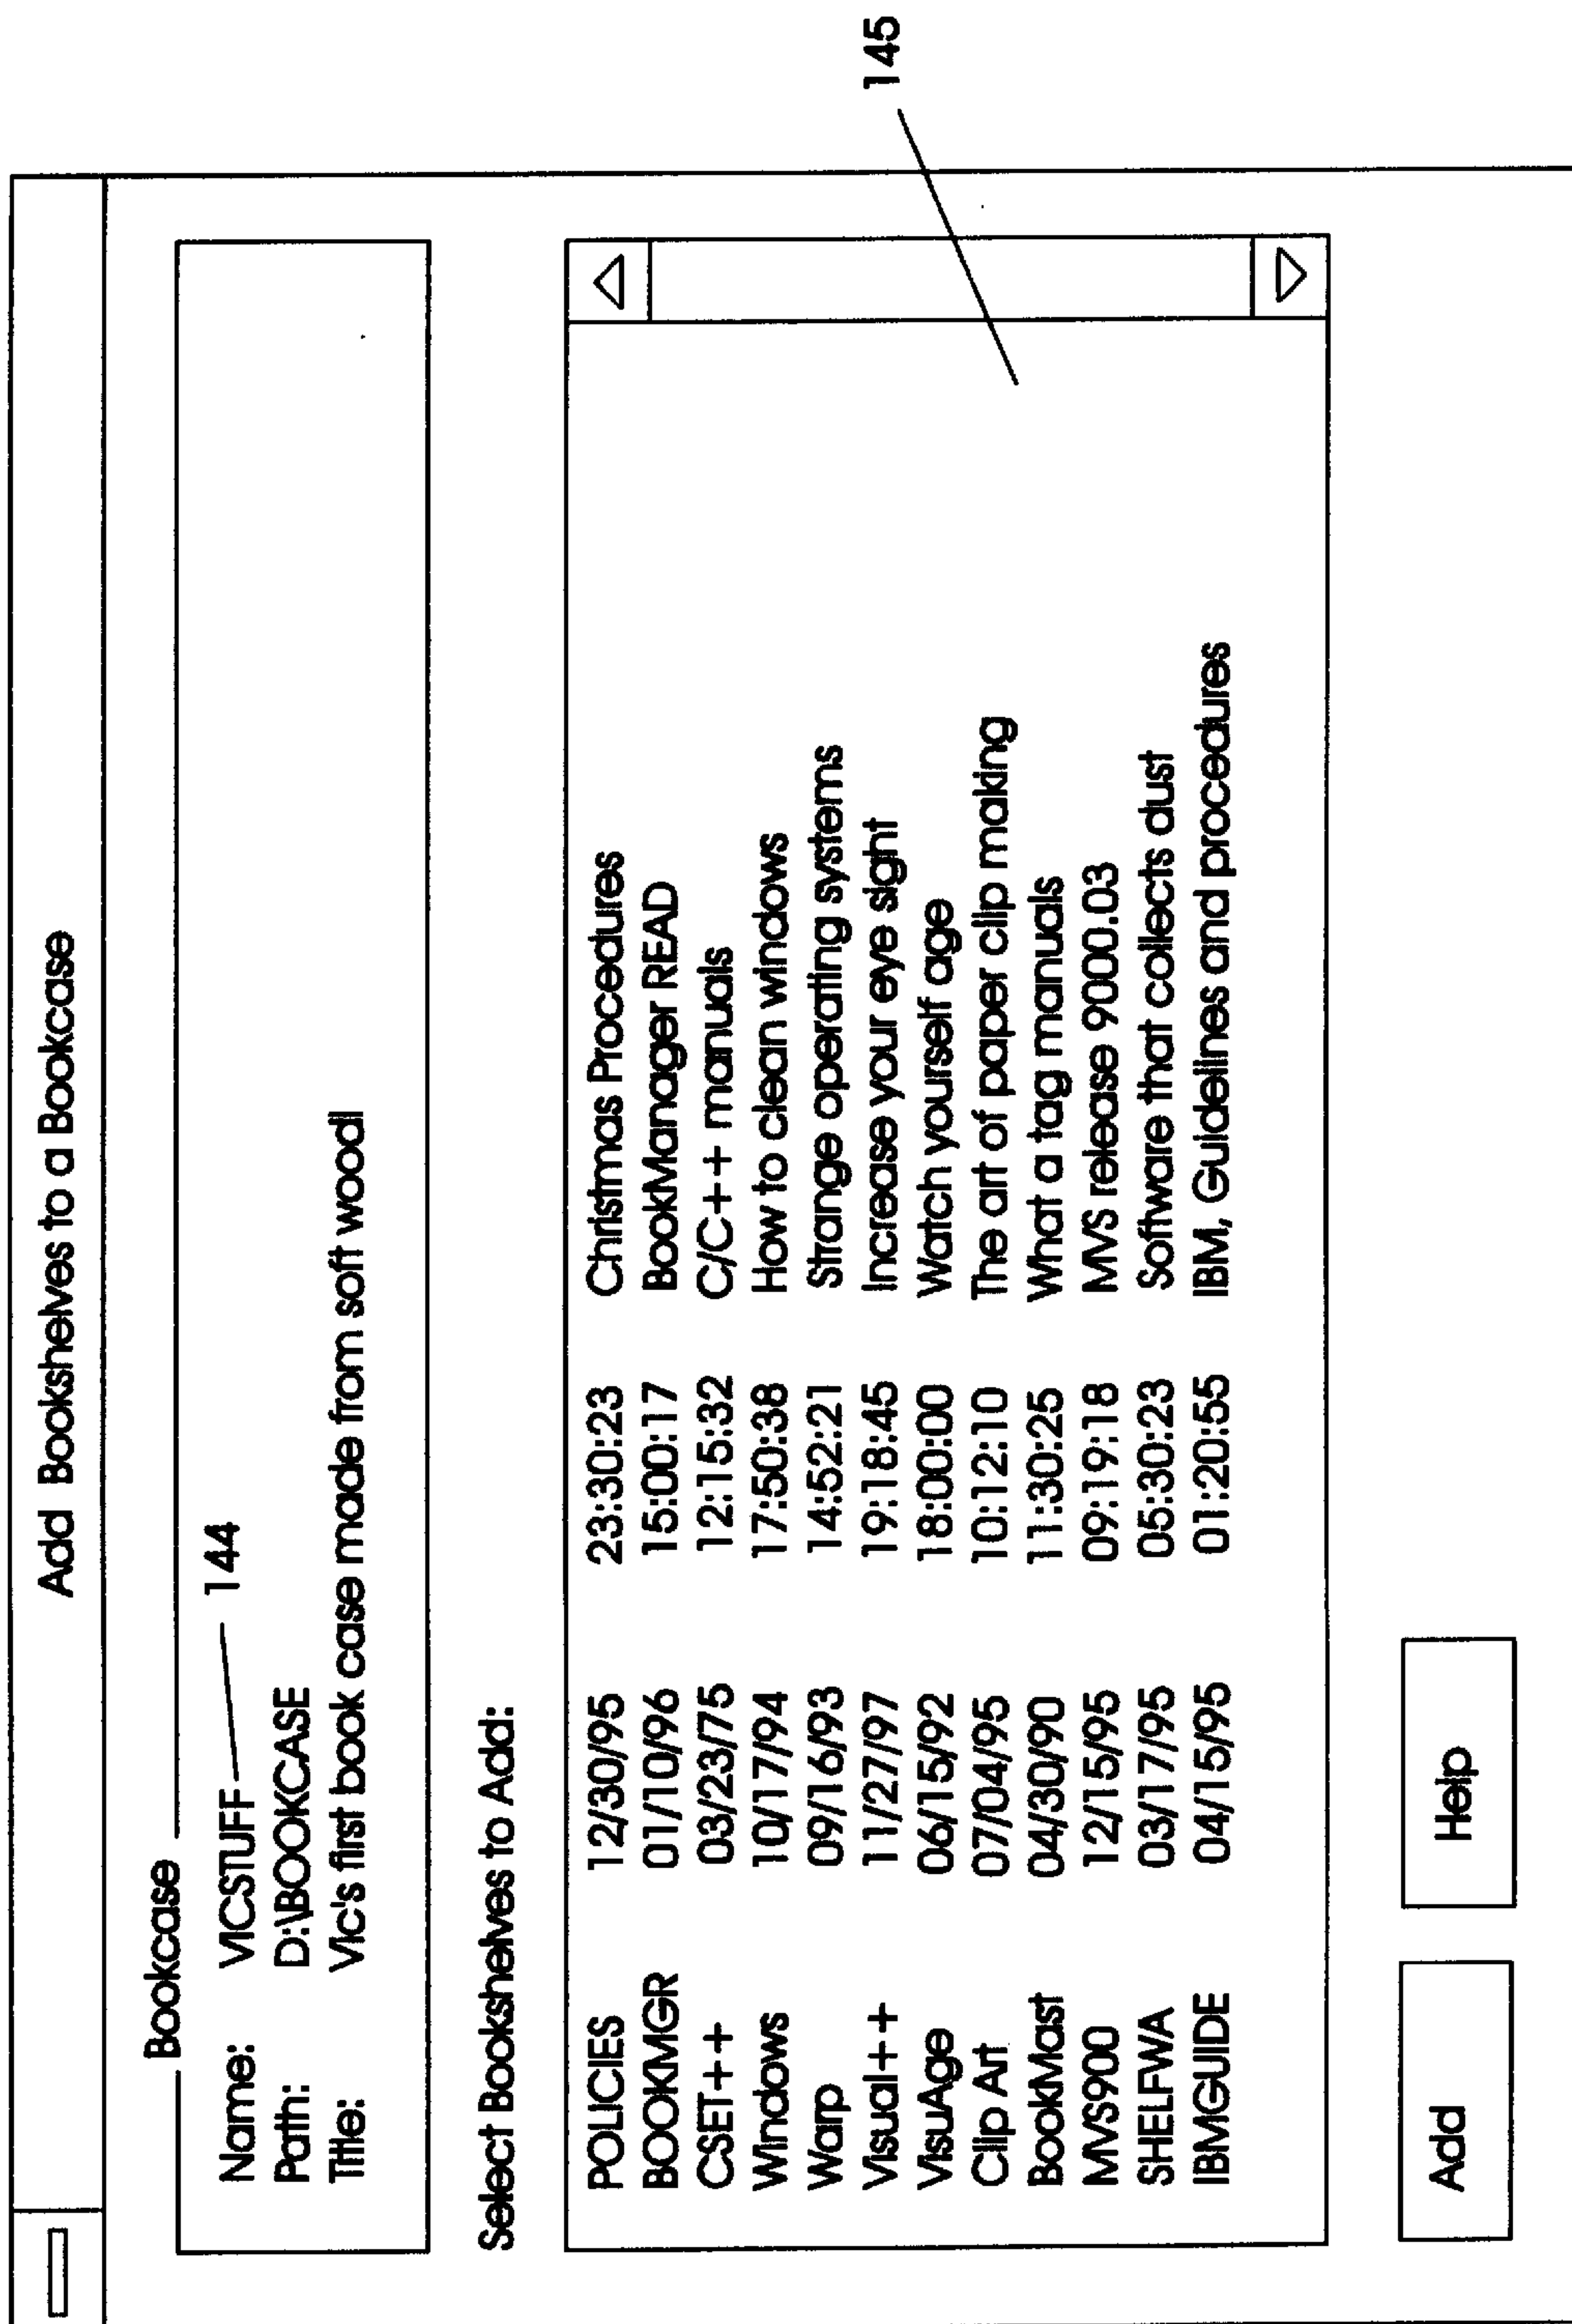 Add Bookshelves to a Bookcase
Bookcase
Name: VICSTUFF 144
Path: D:\BOOKCASE
Title: Vic's first book case made from soft wood!
Select Bookshelves to Add:
POLICIES 12/30/95 23:30:23 Christmas Procedures
BOOKMGR 01/10/96 15:00:17 BookManager READ
CSET++ 03/23/75 12:15:32 C/C++ manuals
Windows 10/17/94 17:50:38 How to clean windows
Warp 09/16/93 14:52:21 Strange operating systems
Visual++ 11/27/97 19:18:45 Increase your eye sight
VisuAge 06/15/92 18:00:00 Watch yourself age
Clip Art 07/04/95 10:12:10 The art of paper clip making
BookMast 04/30/90 11:30:25 What a tag manuals
MVS900 12/15/95 09:19:18 MVS release 9000.03
SHELFWA 03/17/95 05:30:23 Software that collects dust
IBMGUIDE 04/15/95 01:20:55 IBM, Guidelines and procedures
145
Add Help